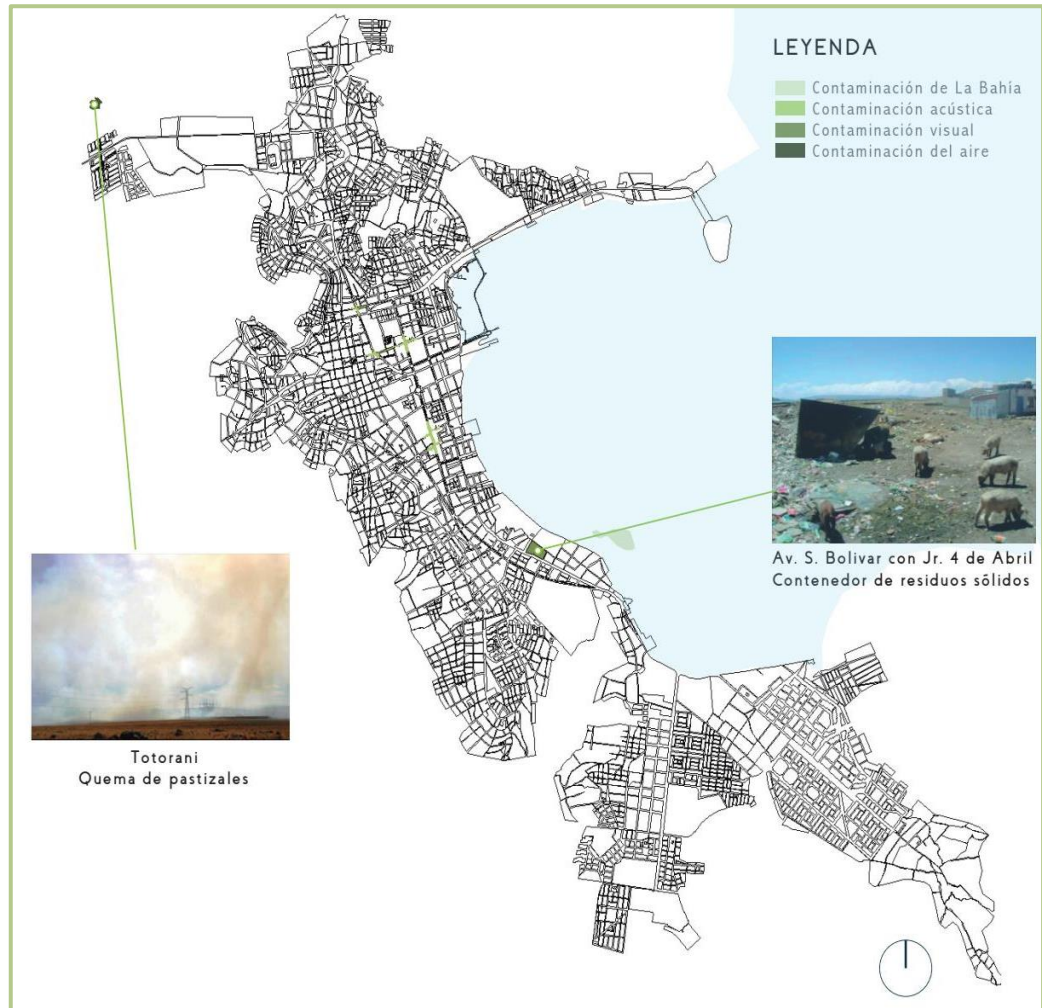 LEYENDA
Contaminación de La Bahía
Contaminación acústica
Contaminación visual
Contaminación del aire
Av. S. Bolivar con Jr. 4 de Abril
Contenedor de residuos sólidos
Totorani
Quema de pastizales